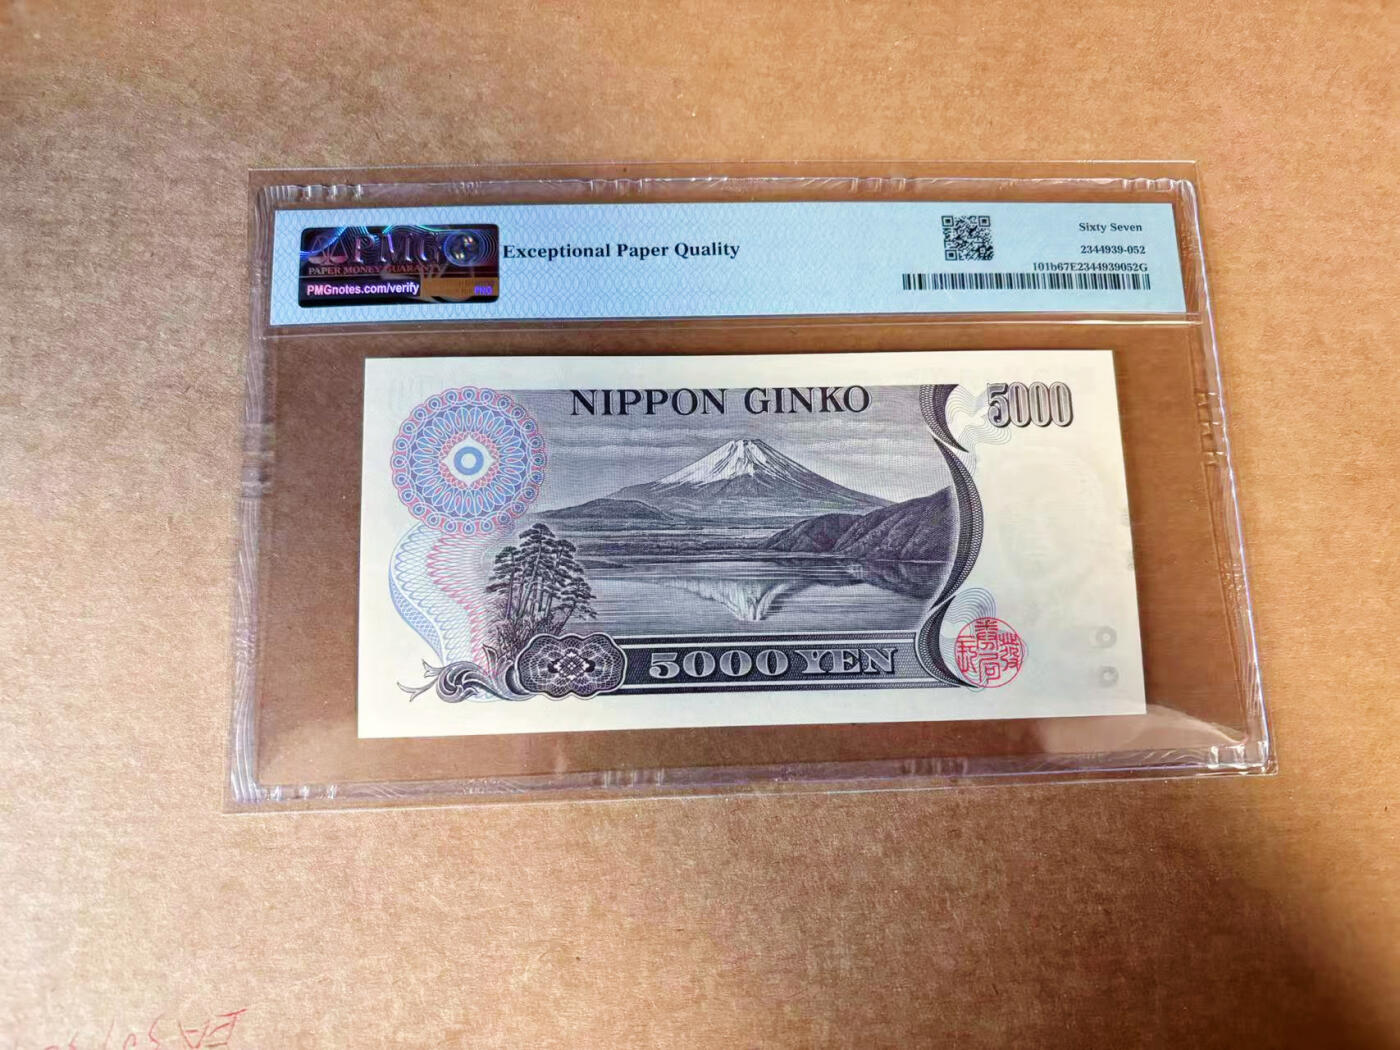 PMG
PAPER MONEY GUARANTY
PMGnotes.com/verify
Exceptional Paper Quality
Sixty Seven
2344939-052
101b67E2344939052G
NIPPON GINKO
5000
5000 YEN